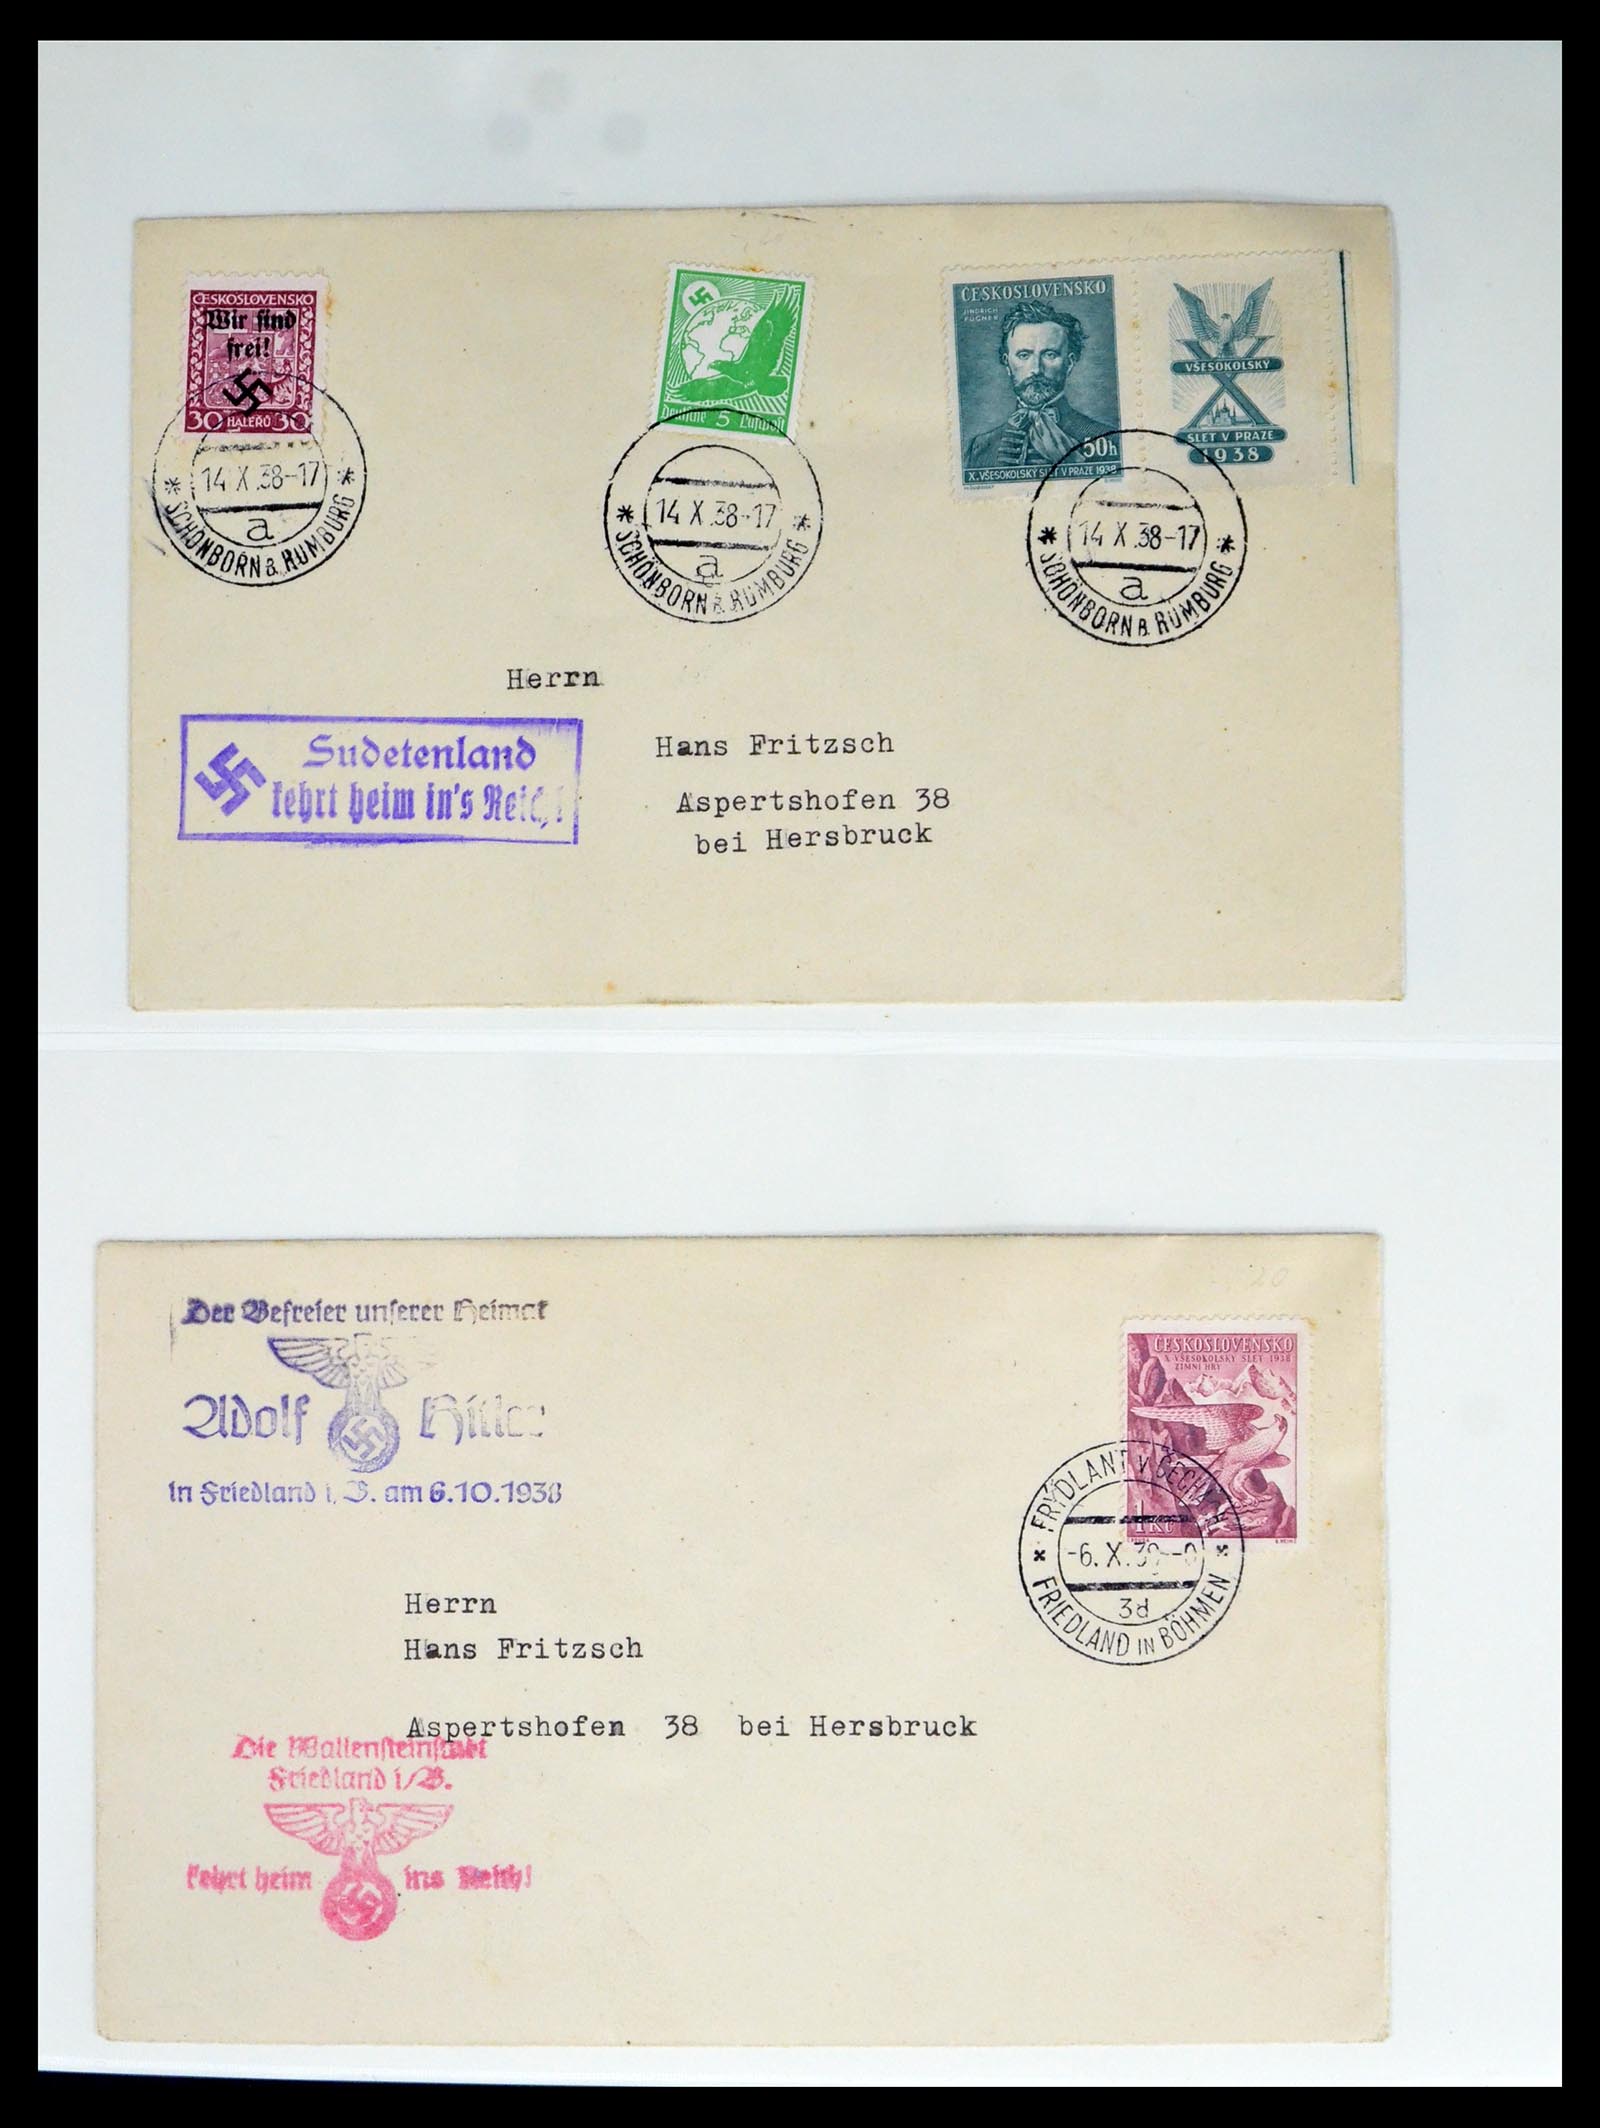 ČESKOSLOVENSKO
Wir sind
frei!
30 HALÉŘŮ 30
14 X 38-17
a
SCHÖNBORN B. RUMBURG
Deutsche 5 Luftpost
14 X .38-17
a
SCHÖNBORN B. RUMBURG
ČESKOSLOVENSKO
JINDŘICH
FÜGNER
50h
X. VŠESOKOLSKÝ SLET V PRAZE 1938
X
VŠESOKOLSKÝ
SLET V PRAZE
1938
14 X .38-17
a
SCHÖNBORN B. RUMBURG
Herrn
Sudetenland
kehrt heim in's Reich!
Hans Fritzsch
Aspertshofen 38
bei Hersbruck
Der Befreier unserer Heimat
Adolf Hitler
in Friedland i. B. am 6.10.1938
20
ČESKOSLOVENSKO
X VŠESOKOLSKÝ SLET 1938
ZIMNÍ HRY
1 Kč
FRÝDLANT V ČECHÁCH
-6. X.
3d
FRIEDLAND IN BÖHMEN
Herrn
Hans Fritzsch
Aspertshofen 38 bei Hersbruck
Die Wallensteinstadt
Friedland i/B.
kehrt heim ins Reich!